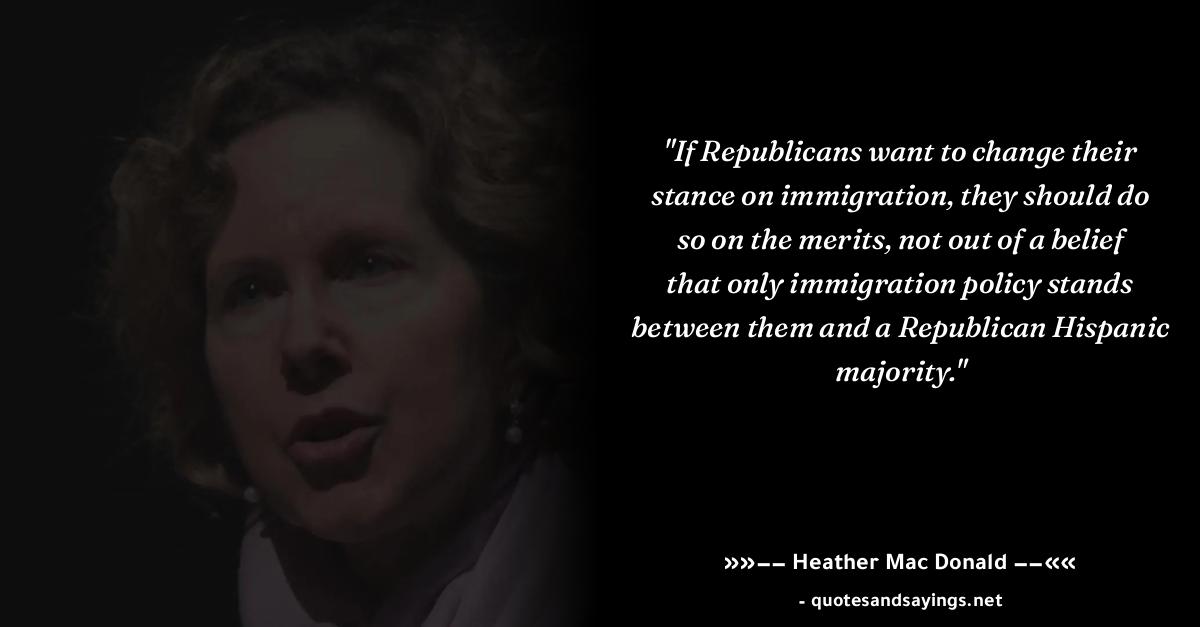 "If Republicans want to change their
stance on immigration, they should do
so on the merits, not out of a belief
that only immigration policy stands
between them and a Republican Hispanic
majority."
»»–– Heather Mac Donald ––««
- quotesandsayings.net